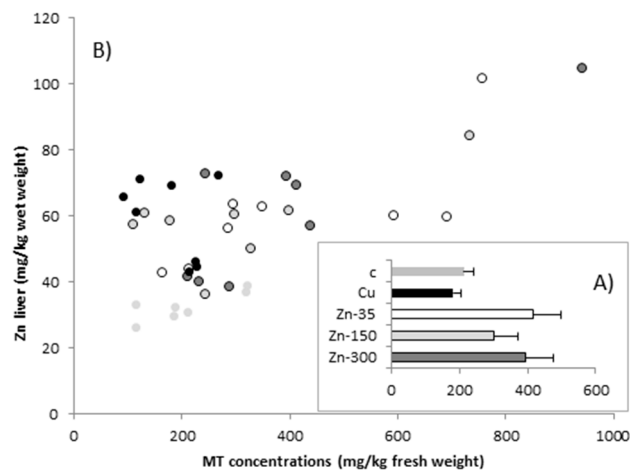 B)
120
100
80
60
40
20
0
Zn liver (mg/kg wet weight)
0 200 400 600 800 1000
MT concentrations (mg/kg fresh weight)
A)
c
Cu
Zn-35
Zn-150
Zn-300
0 200 400 600